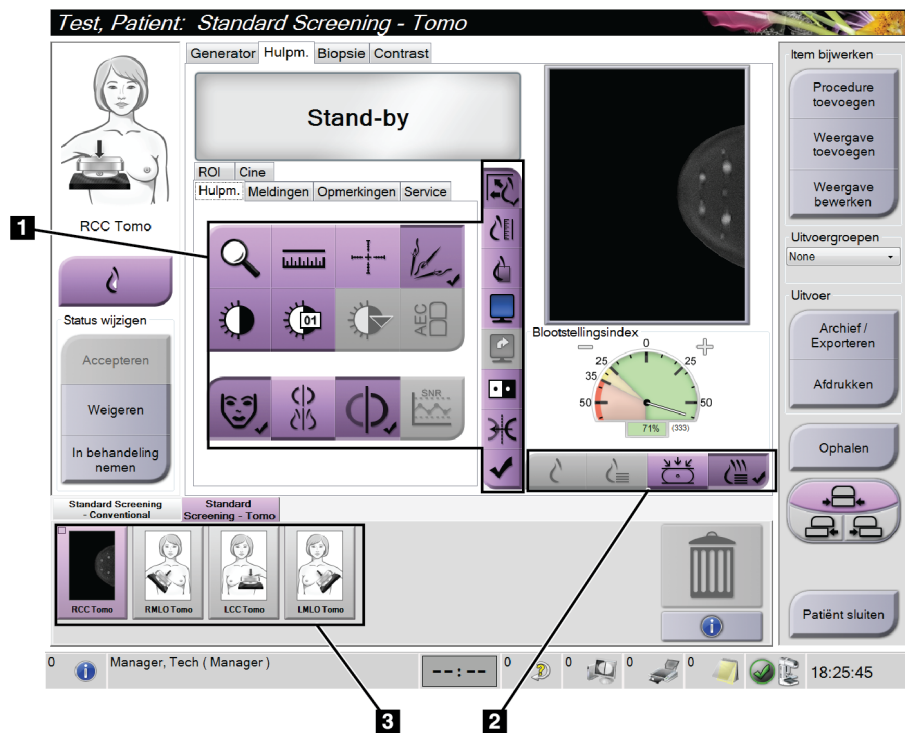 Test, Patient: Standard Screening - Tomo
Generator Hulpm. Biopsie Contrast
Stand-by
ROI Cine
Hulpm. Meldingen Opmerkingen Service
RCC Tomo
Status wijzigen
Accepteren
Weigeren
In behandeling
nemen
01
AEC
SNR
Blootstellingsindex
0
25
25
35
50
50
71% (333)
Item bijwerken
Procedure
toevoegen
Weergave
toevoegen
Weergave
bewerken
Uitvoergroepen
None
Uitvoer
Archief /
Exporteren
Afdrukken
Ophalen
Patiënt sluiten
Standard Screening
- Conventional
Standard
Screening - Tomo
RCC Tomo
RMLO Tomo
LCC Tomo
LMLO Tomo
0 Manager, Tech ( Manager ) --:-- 0 0 0 0 18:25:45
1
3
2